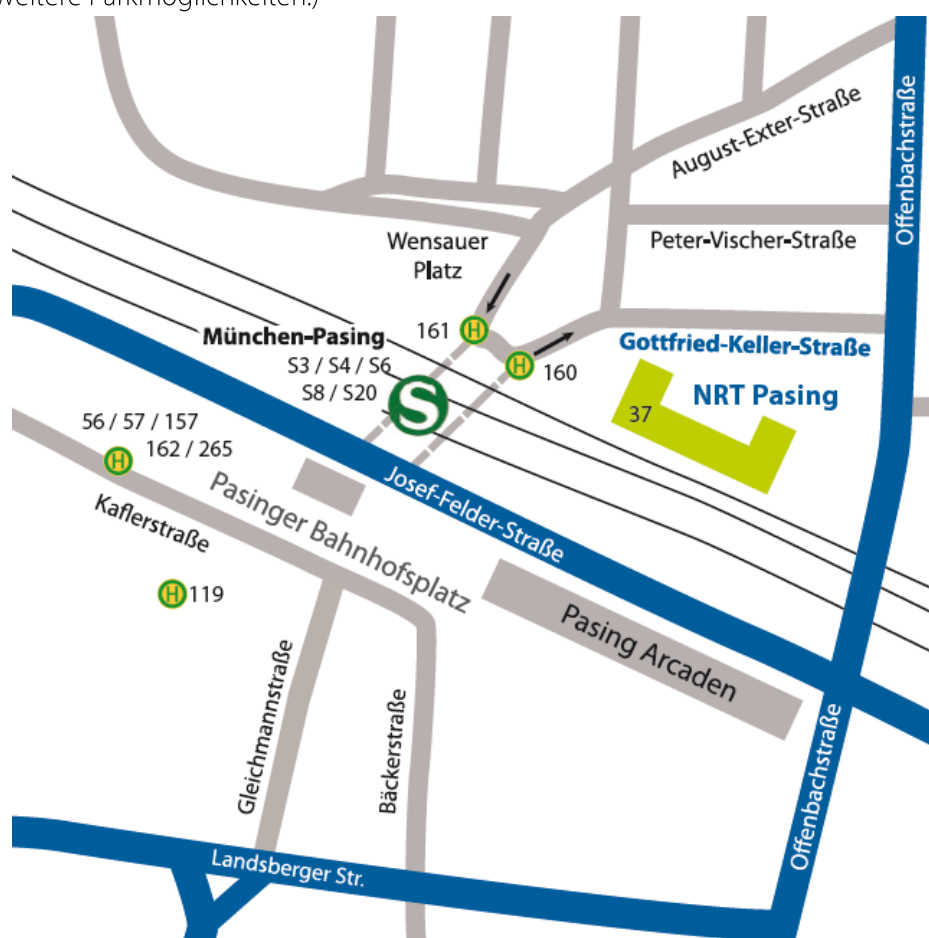 weitere Parkmöglichkeiten.)
August-Exter-Straße
Offenbachstraße
Wensauer
Platz
Peter-Vischer-Straße
München-Pasing
161
H
S3 / S4 / S6
S8 / S20
S
H
160
Gottfried-Keller-Straße
NRT Pasing
37
56 / 57 / 157
162 / 265
H
Kaflerstraße
Pasinger Bahnhofsplatz
Josef-Felder-Straße
H
119
Pasing Arcaden
Gleichmannstraße
Bäckerstraße
Offenbachstraße
Landsberger Str.